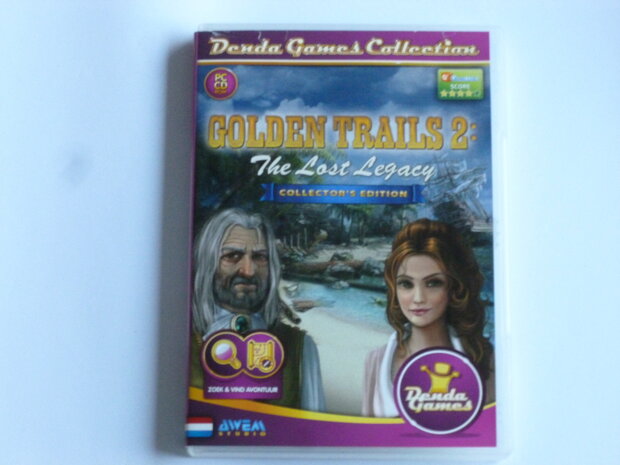 Denda Games Collection
PC
CD
SCORE
GOLDEN TRAILS 2:
The Lost Legacy
COLLECTOR'S EDITION
ZOEK & VIND AVONTUUR
Denda
Games
AWEM
STUDIO